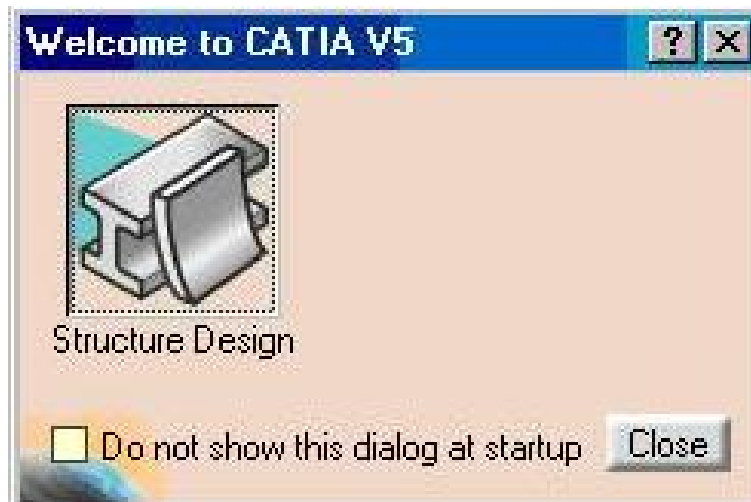 Welcome to CATIA V5
?
Structure Design
Do not show this dialog at startup
Close